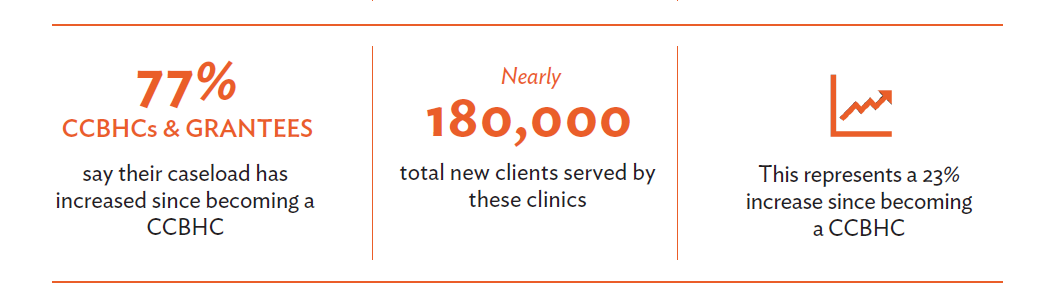 77%
CCBHCs & GRANTEES
say their caseload has
increased since becoming a
CCBHC
Nearly
180,000
total new clients served by
these clinics
This represents a 23%
increase since becoming
a CCBHC